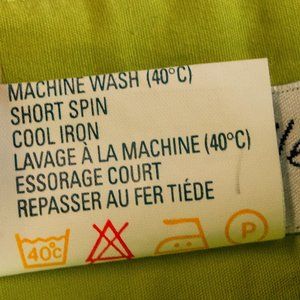 MACHINE WASH (40°C)
SHORT SPIN
COOL IRON
LAVAGE À LA MACHINE (40°C)
ESSORAGE COURT
REPASSER AU FER TIÉDE
40°C P